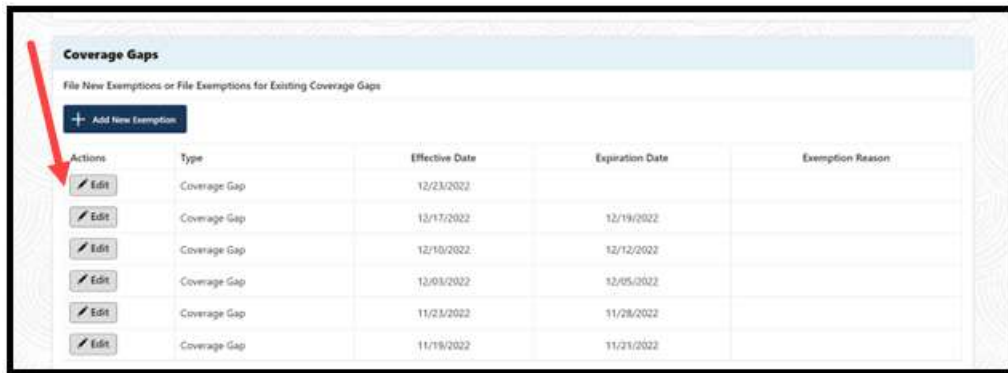 Coverage Gaps
File New Exemptions or File Exemptions for Existing Coverage Gaps
Add New Exemption
Actions Type Effective Date Expiration Date Exemption Reason
Edit Coverage Gap 12/23/2022
Edit Coverage Gap 12/17/2022 12/19/2022
Edit Coverage Gap 12/10/2022 12/12/2022
Edit Coverage Gap 12/03/2022 12/05/2022
Edit Coverage Gap 11/23/2022 11/28/2022
Edit Coverage Gap 11/19/2022 11/21/2022